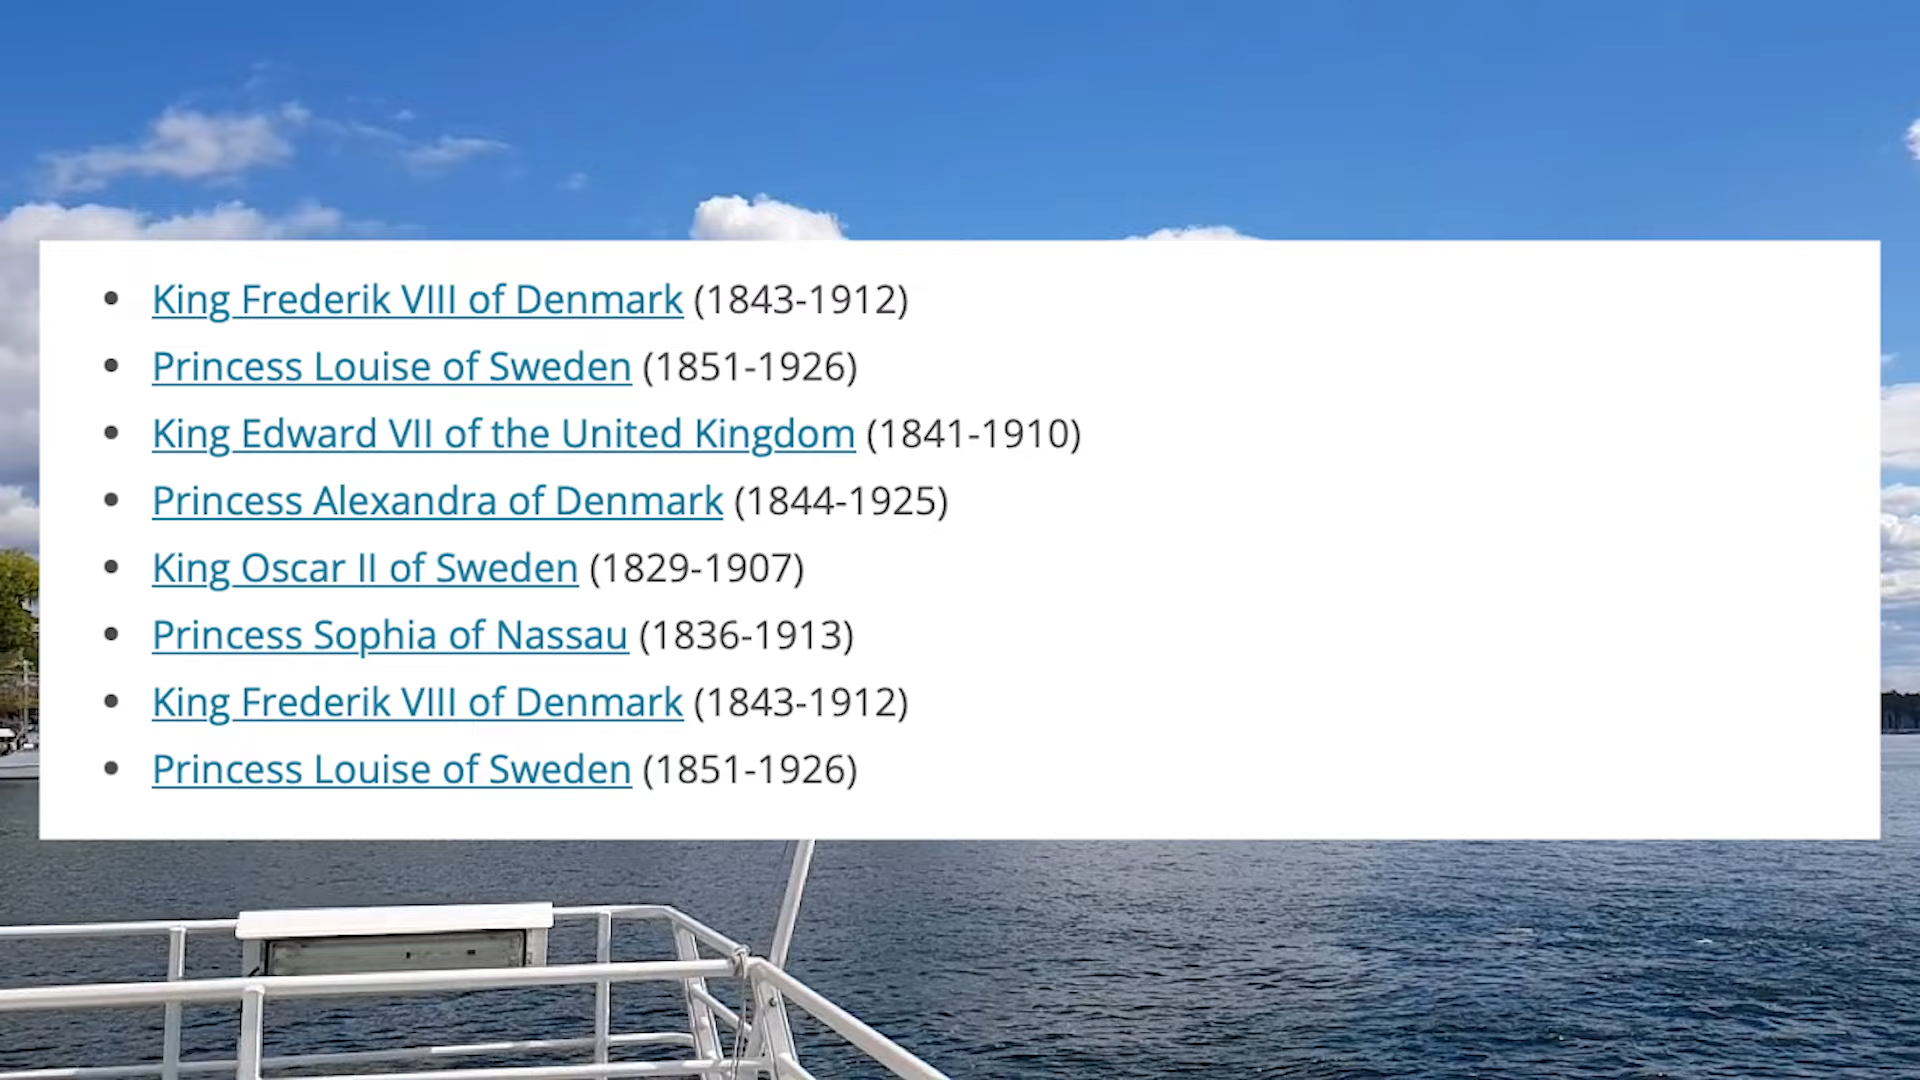 King Frederik VIII of Denmark (1843-1912)
Princess Louise of Sweden (1851-1926)
King Edward VII of the United Kingdom (1841-1910)
Princess Alexandra of Denmark (1844-1925)
King Oscar II of Sweden (1829-1907)
Princess Sophia of Nassau (1836-1913)
King Frederik VIII of Denmark (1843-1912)
Princess Louise of Sweden (1851-1926)